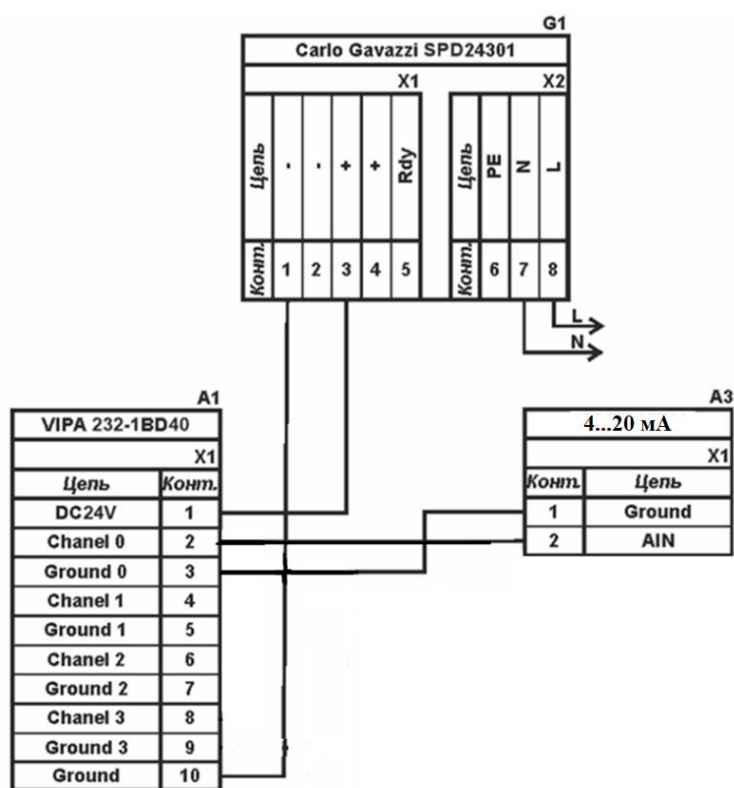 G1
Carlo Gavazzi SPD24301
X1 X2
Цепь - - + + Rdy Цепь PE N L
Конт. 1 2 3 4 5 Конт. 6 7 8
L
N
A1
VIPA 232-1BD40
X1
Цепь Конт.
DC24V 1
Chanel 0 2
Ground 0 3
Chanel 1 4
Ground 1 5
Chanel 2 6
Ground 2 7
Chanel 3 8
Ground 3 9
Ground 10
A3
4...20 мА
X1
Конт. Цепь
1 Ground
2 AIN